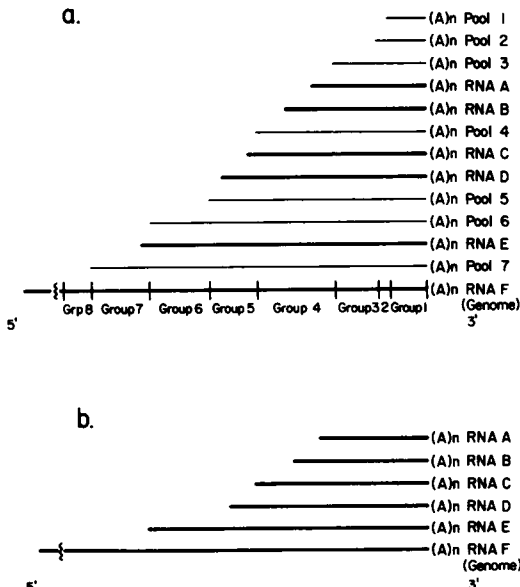 a.
(A)n Pool 1
(A)n Pool 2
(A)n Pool 3
(A)n RNA A
(A)n RNA B
(A)n Pool 4
(A)n RNA C
(A)n RNA D
(A)n Pool 5
(A)n Pool 6
(A)n RNA E
(A)n Pool 7
(A)n RNA F
Grp 8 Group 7 Group 6 Group 5 Group 4 Group 3 2 Group 1 (Genome)
5' 3'
b.
(A)n RNA A
(A)n RNA B
(A)n RNA C
(A)n RNA D
(A)n RNA E
(A)n RNA F
(Genome)
5' 3'